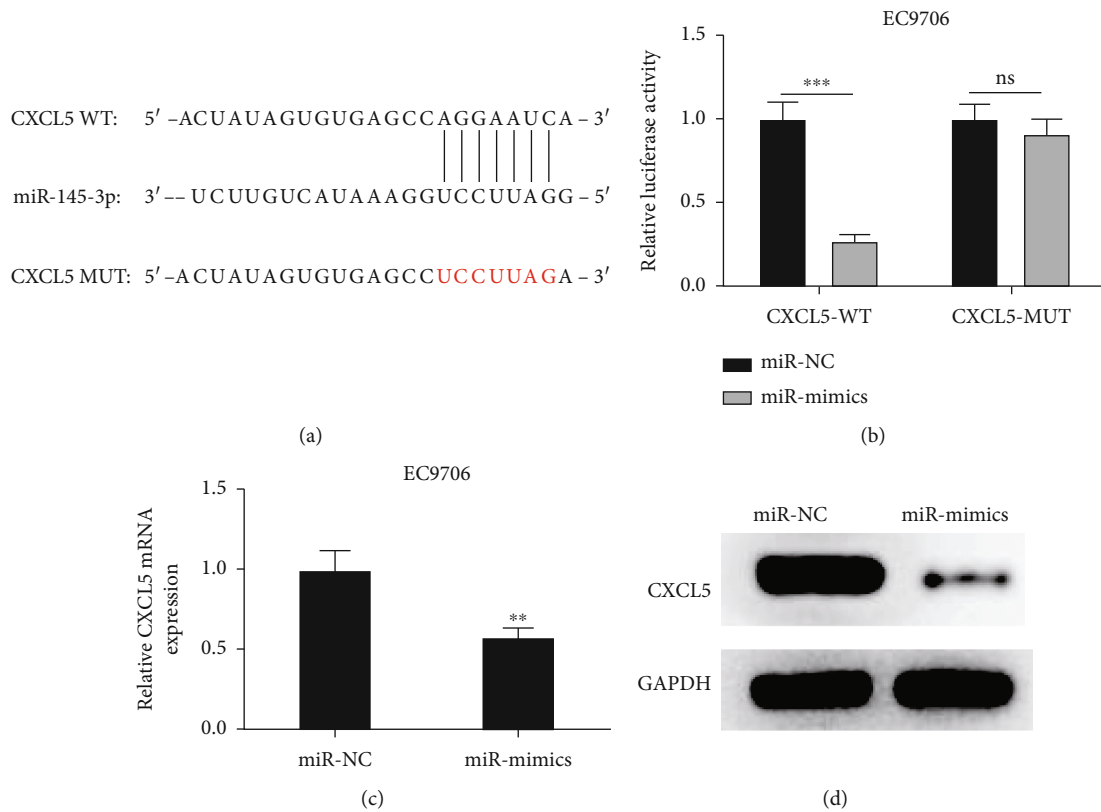 CXCL5 WT: 5′ –ACUAUAGUGUGAGCCAGGAAUCA – 3′
miR-145-3p: 3′ –– UCUUGUCAUAAAGGUCCUUAGG– 5′
CXCL5 MUT: 5′ –ACUAUAGUGUGAGCCUCCUUAGA – 3′
(a)
EC9706
Relative luciferase activity
1.5
1.0
0.5
0.0
***
ns
CXCL5-WT CXCL5-MUT
miR-NC
miR-mimics
(b)
EC9706
Relative CXCL5 mRNA
expression
1.5
1.0
0.5
0.0
**
miR-NC miR-mimics
(c)
miR-NC miR-mimics
CXCL5
GAPDH
(d)